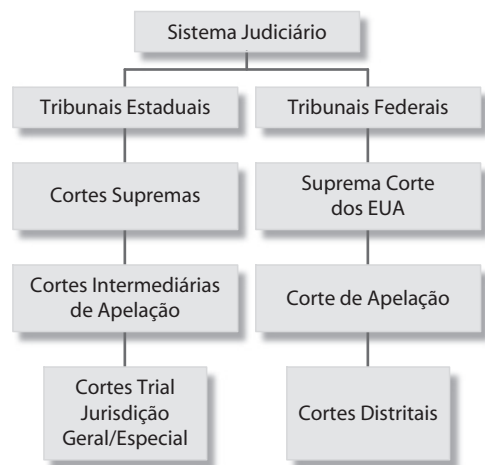 Sistema Judiciário
Tribunais Estaduais
Tribunais Federais
Cortes Supremas
Suprema Corte
dos EUA
Cortes Intermediárias
de Apelação
Corte de Apelação
Cortes Trial
Jurisdição
Geral/Especial
Cortes Distritais